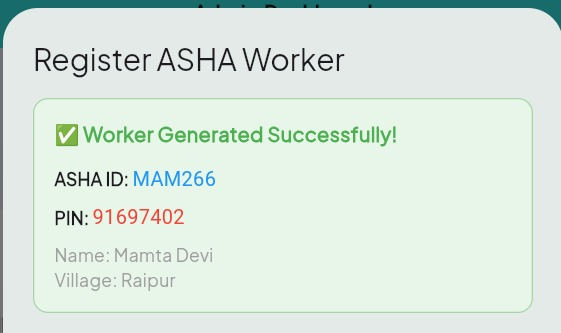 Register ASHA Worker
✅ Worker Generated Successfully!
ASHA ID: MAM266
PIN: 91697402
Name: Mamta Devi
Village: Raipur